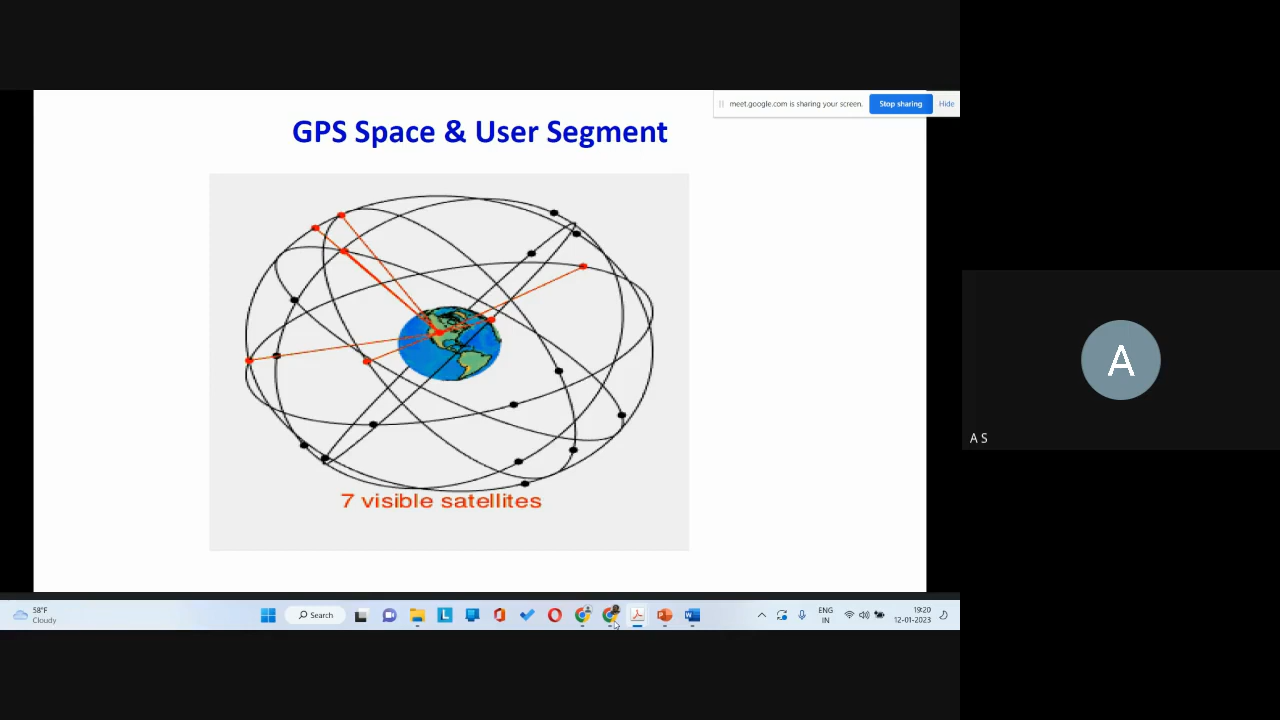 meet.google.com is sharing your screen.
Stop sharing
Hide
GPS Space & User Segment
7 visible satellites
A
A S
58°F
Cloudy
Search
ENG
IN
19:20
12-01-2023